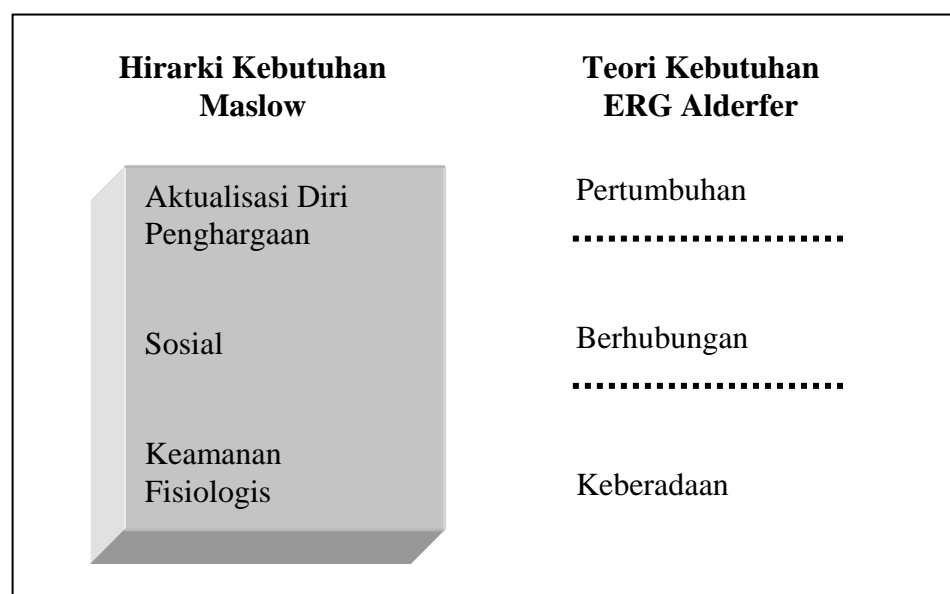 Hirarki Kebutuhan
Maslow
Teori Kebutuhan
ERG Alderfer
Aktualisasi Diri
Penghargaan
Pertumbuhan
Sosial
Berhubungan
Keamanan
Fisiologis
Keberadaan